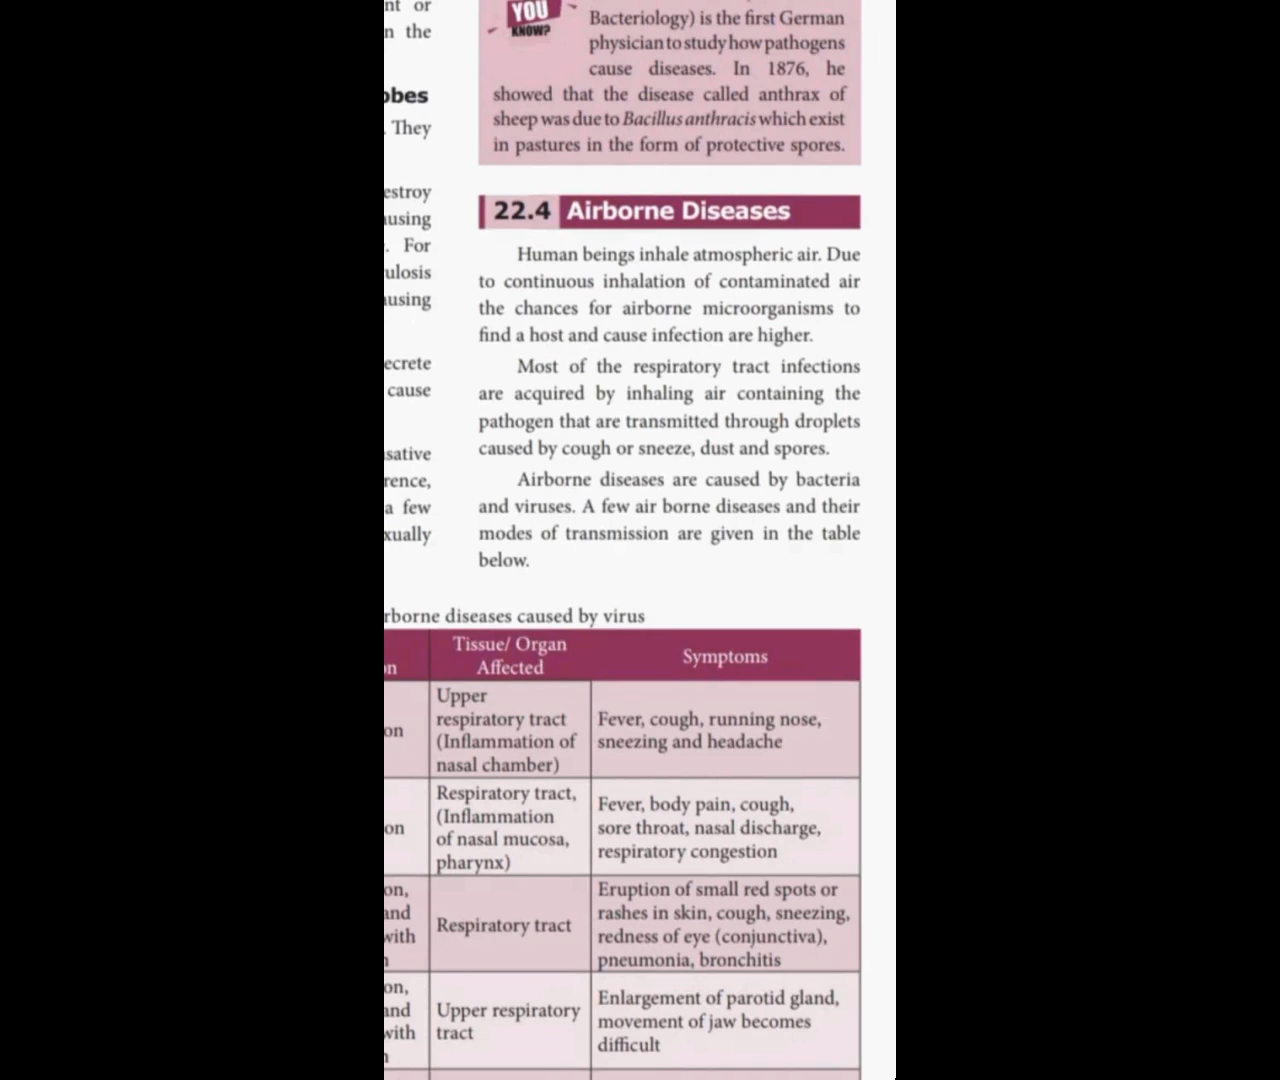 nt or
n the
obes
. They
estroy
using
. For
ulosis
using
ecrete
cause
sative
rence,
a few
xually
YOU
KNOW?
Bacteriology) is the first German
physician to study how pathogens
cause diseases. In 1876, he
showed that the disease called anthrax of
sheep was due to Bacillus anthracis which exist
in pastures in the form of protective spores.
22.4 Airborne Diseases
Human beings inhale atmospheric air. Due
to continuous inhalation of contaminated air
the chances for airborne microorganisms to
find a host and cause infection are higher.
Most of the respiratory tract infections
are acquired by inhaling air containing the
pathogen that are transmitted through droplets
caused by cough or sneeze, dust and spores.
Airborne diseases are caused by bacteria
and viruses. A few air borne diseases and their
modes of transmission are given in the table
below.
rborne diseases caused by virus
on
Tissue/ Organ
Affected
Symptoms
on
Upper
respiratory tract
(Inflammation of
nasal chamber)
Fever, cough, running nose,
sneezing and headache
on
Respiratory tract,
(Inflammation
of nasal mucosa,
pharynx)
Fever, body pain, cough,
sore throat, nasal discharge,
respiratory congestion
on,
and
with
Respiratory tract
Eruption of small red spots or
rashes in skin, cough, sneezing,
redness of eye (conjunctiva),
pneumonia, bronchitis
on,
and
with
Upper respiratory
tract
Enlargement of parotid gland,
movement of jaw becomes
difficult